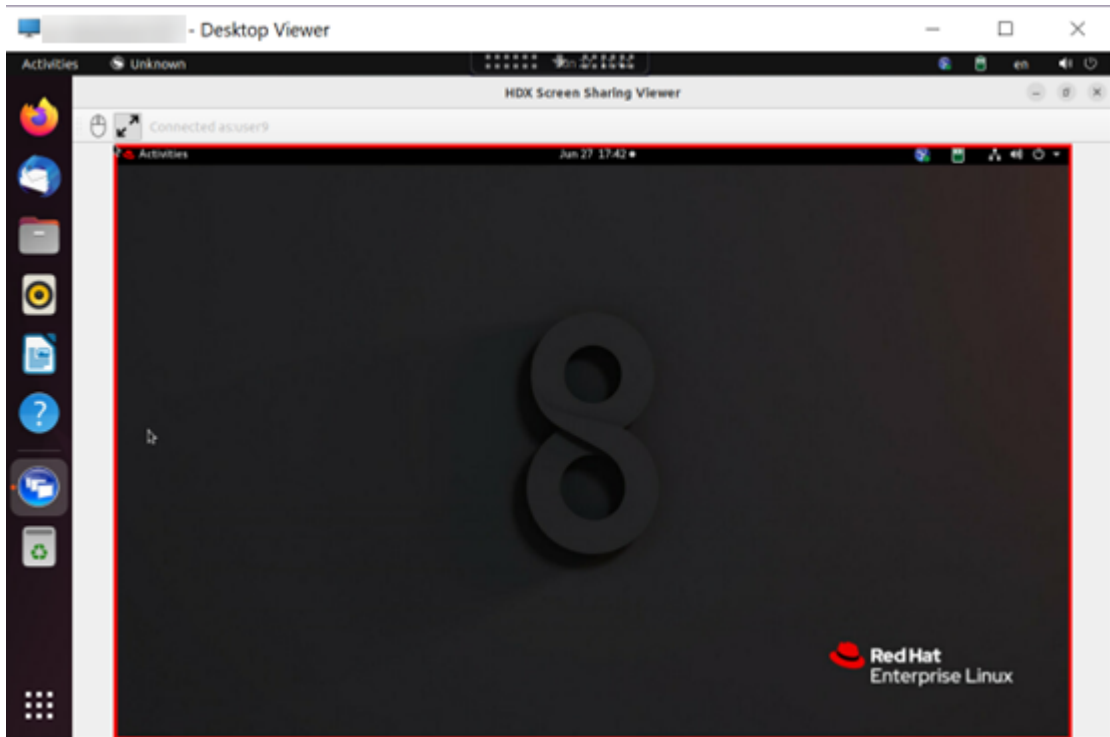 - Desktop Viewer
Activities
Unknown
en
HDX Screen Sharing Viewer
Connected as:user9
Activities
Jun 27 17:42
8
Red Hat
Enterprise Linux